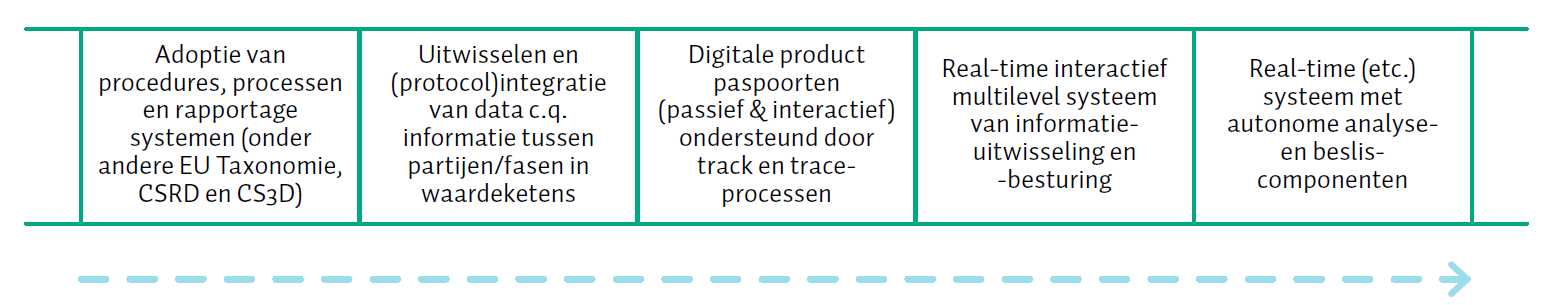 Adoptie van
procedures, processen
en rapportage
systemen (onder
andere EU Taxonomie,
CSRD en CS3D)
Uitwisselen en
(protocol)integratie
van data c.q.
informatie tussen
partijen/fasen in
waardeketens
Digitale product
paspoorten
(passief & interactief)
ondersteund door
track en trace-
processen
Real-time interactief
multilevel systeem
van informatie-
uitwisseling en
-besturing
Real-time (etc.)
systeem met
autonome analyse-
en beslis-
componenten